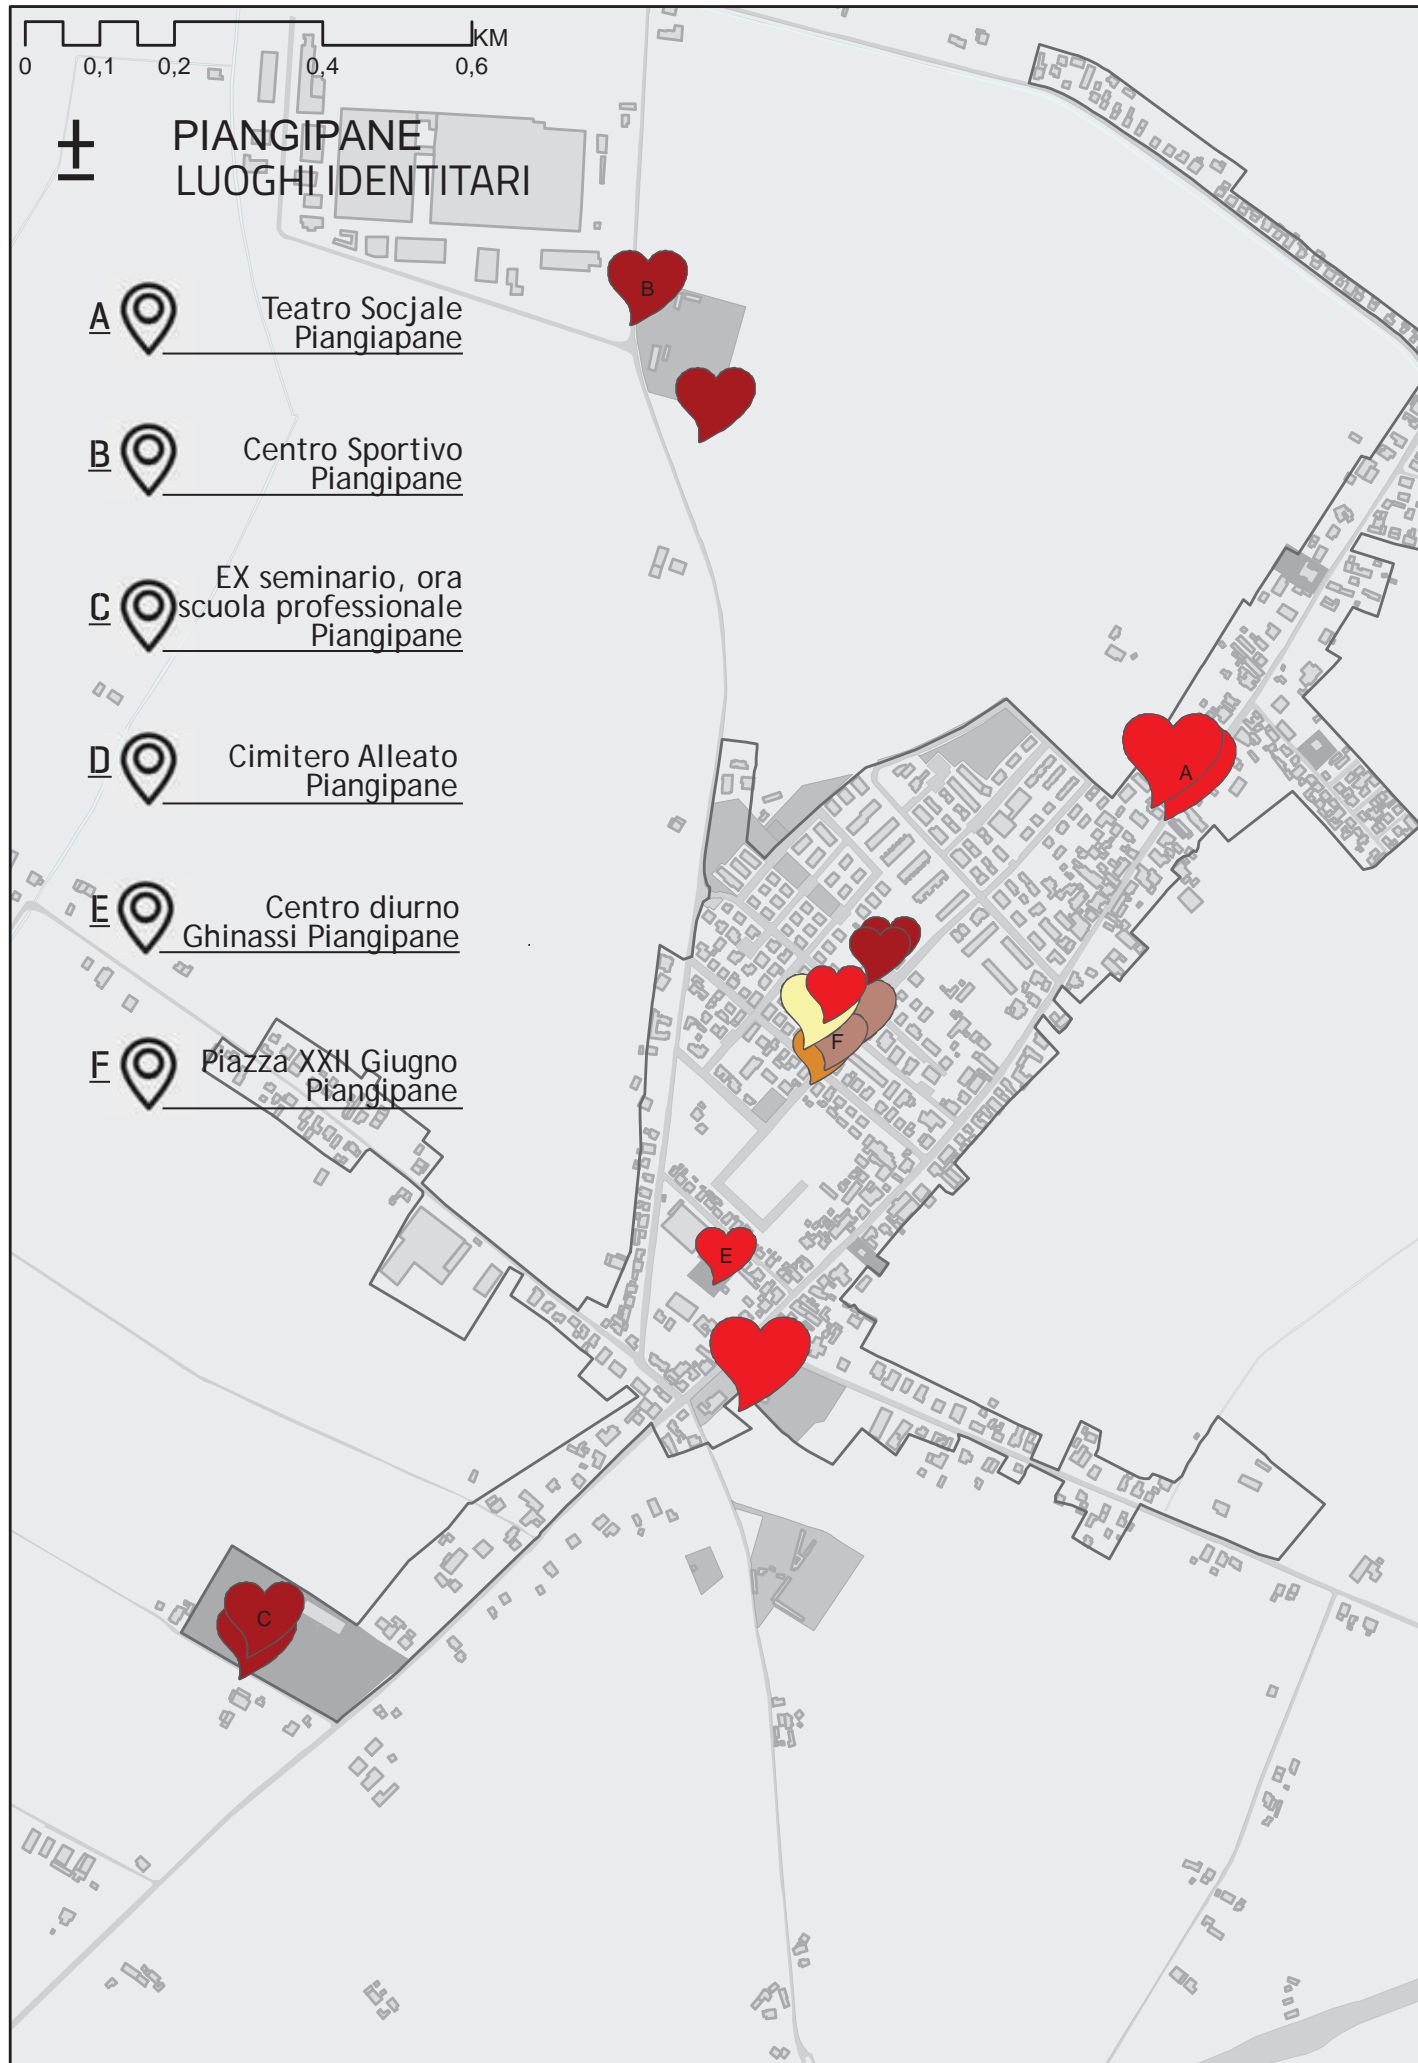 KM
0 0,1 0,2 0,4 0,6
PIANGIPANE
LUOGHI IDENTITARI
A Teatro Socjale
Piangiapane
B Centro Sportivo
Piangipane
C EX seminario, ora
scuola professionale
Piangipane
D Cimitero Alleato
Piangipane
E Centro diurno
Ghinassi Piangipane
F Piazza XXII Giugno
Piangipane
B
A
F
E
C